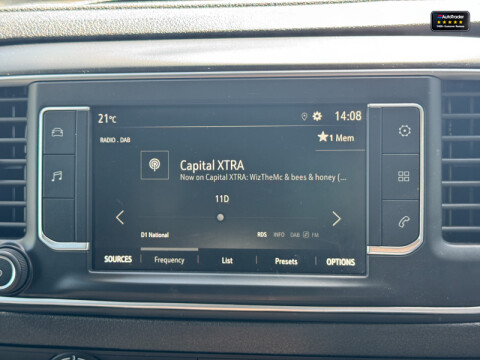 AutoTrader
21°C
14:08
RADIO . DAB
1 Mem
Capital XTRA
Now on Capital XTRA: WizTheMc & bees & honey (...
11D
D1 National
RDS INFO DAB FM
SOURCES Frequency List Presets OPTIONS